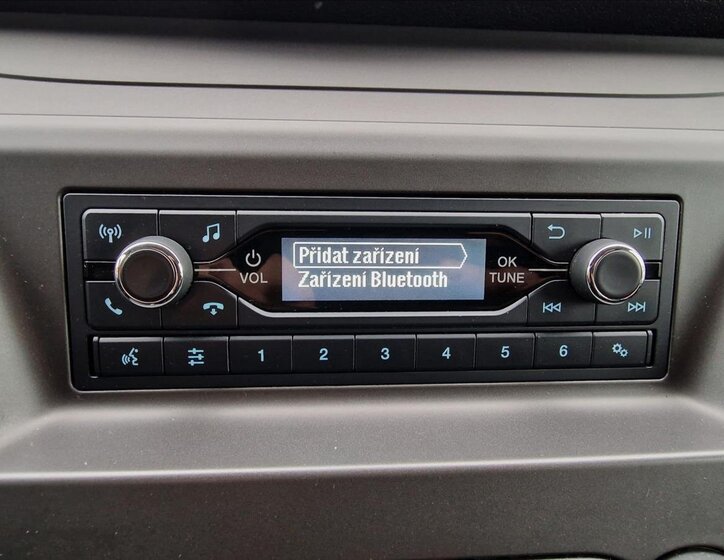 Přidat zařízení
Zařízení Bluetooth
VOL
OK
TUNE
1 2 3 4 5 6